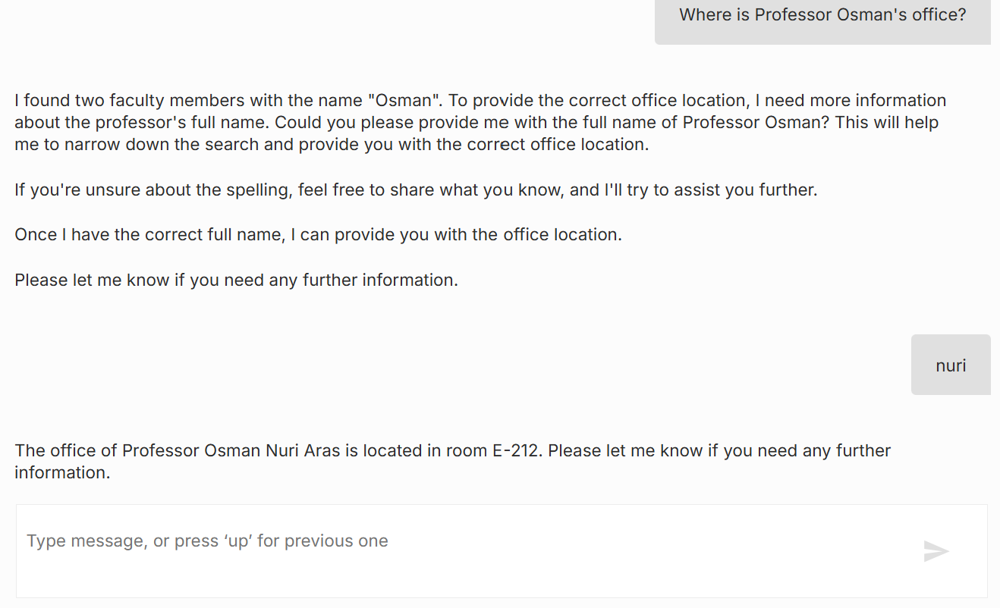 Where is Professor Osman's office?
I found two faculty members with the name "Osman". To provide the correct office location, I need more information
about the professor's full name. Could you please provide me with the full name of Professor Osman? This will help
me to narrow down the search and provide you with the correct office location.
If you're unsure about the spelling, feel free to share what you know, and I'll try to assist you further.
Once I have the correct full name, I can provide you with the office location.
Please let me know if you need any further information.
nuri
The office of Professor Osman Nuri Aras is located in room E-212. Please let me know if you need any further
information.
Type message, or press ‘up’ for previous one